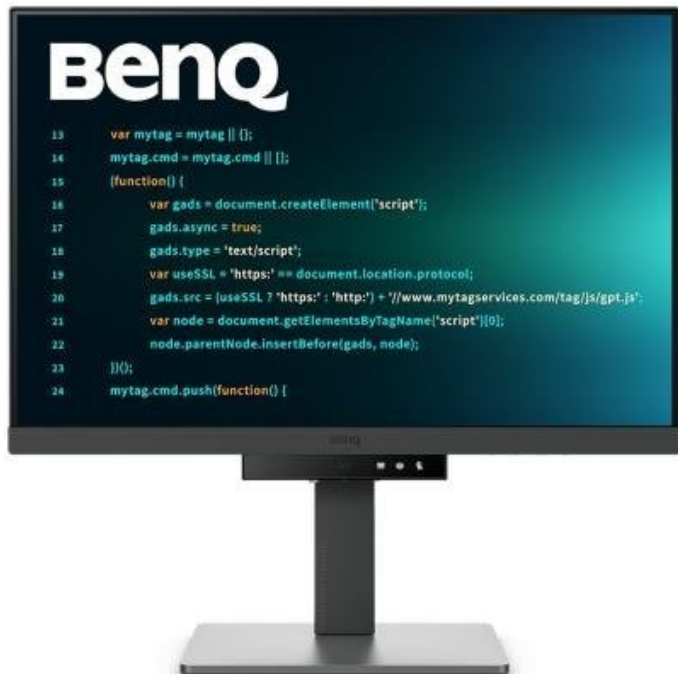 BenQ
13 var mytag = mytag || {};
14 mytag.cmd = mytag.cmd || [];
15 (function() {
16 var gads = document.createElement("script");
17 gads.async = true;
18 gads.type = 'text/script';
19 var useSSL = 'https:' == document.location.protocol;
20 gads.src = (useSSL ? 'https:' : 'http:') + '//www.mytagservices.com/tag/js/gpt.js';
21 var node = document.getElementsByTagName("script")[0];
22 node.parentNode.insertBefore(gads, node);
23 })();
24 mytag.cmd.push(function() {
BenQ